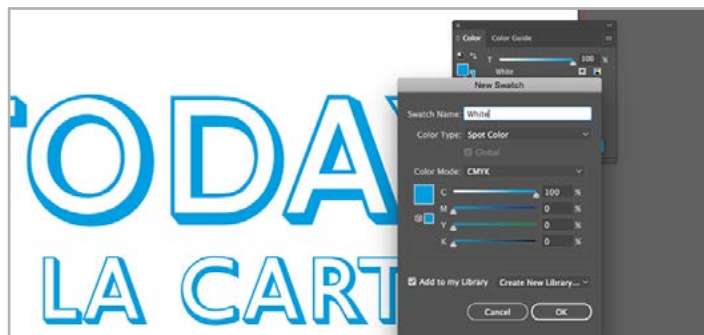 Color Color Guide
T 100 %
White
New Swatch
TODAY
Swatch Name: White
Color Type: Spot Color
Global
Color Mode: CMYK
C 100 %
M 0 %
Y 0 %
K 0 %
LA CART
Add to my Library Create New Library...
Cancel OK